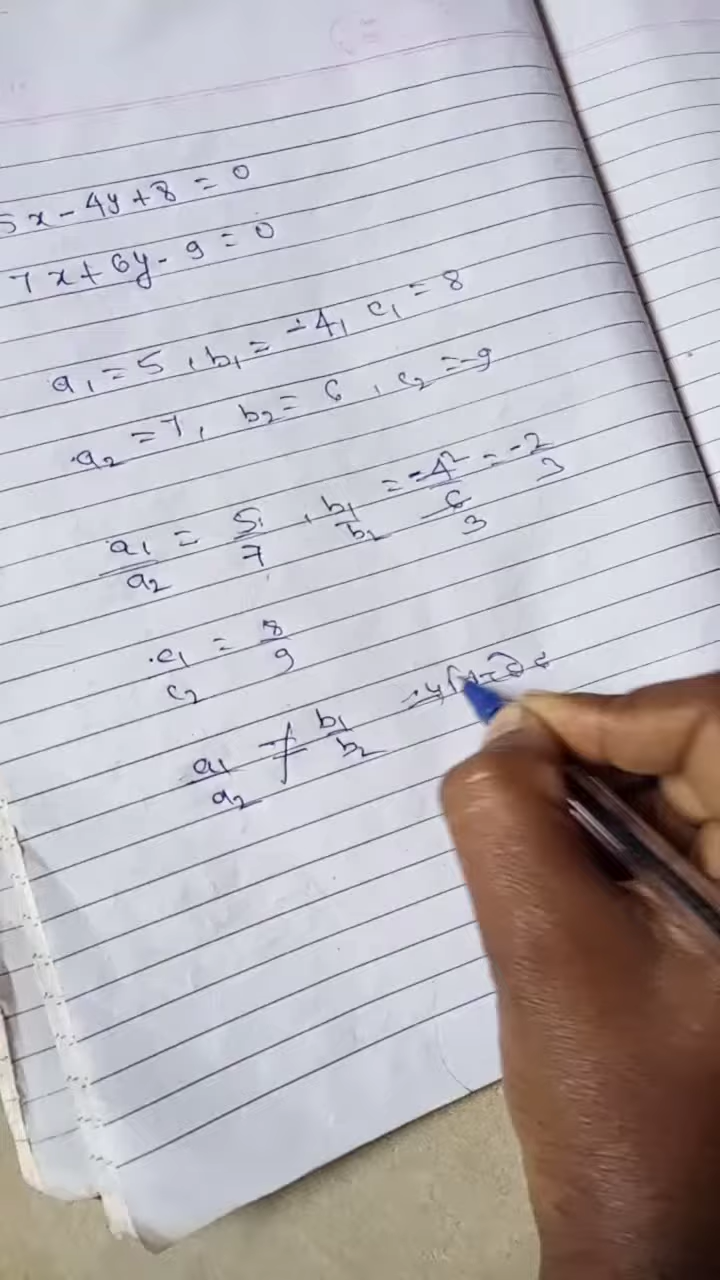 5x - 4y + 8 = 0
7x + 6y - 9 = 0
a₁ = 5, b₁ = -4, c₁ = 8
a₂ = 7, b₂ = 6, c₂ = -9
a₁/a₂ = 5/7, b₁/b₂ = -4 2/6 3 = -2/3
c₁/c₂ = 8/9
a₁/a₂ ≠ b₁/b₂